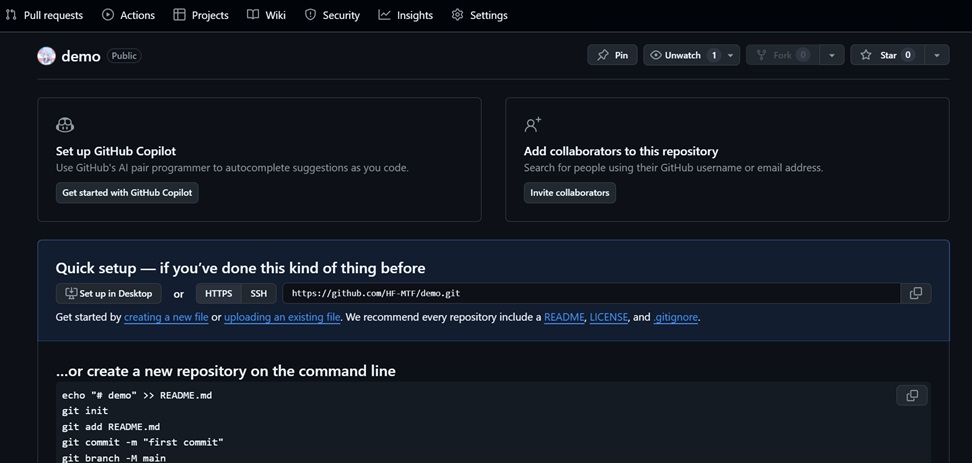 Pull requests Actions Projects Wiki Security Insights Settings
demo Public Pin Unwatch 1 Fork 0 Star 0
Set up GitHub Copilot
Use GitHub's AI pair programmer to autocomplete suggestions as you code.
Get started with GitHub Copilot
Add collaborators to this repository
Search for people using their GitHub username or email address.
Invite collaborators
Quick setup — if you’ve done this kind of thing before
Set up in Desktop or HTTPS SSH https://github.com/HF-MTF/demo.git
Get started by creating a new file or uploading an existing file. We recommend every repository include a README, LICENSE, and .gitignore.
…or create a new repository on the command line
echo "# demo" >> README.md
git init
git add README.md
git commit -m "first commit"
git branch -M main